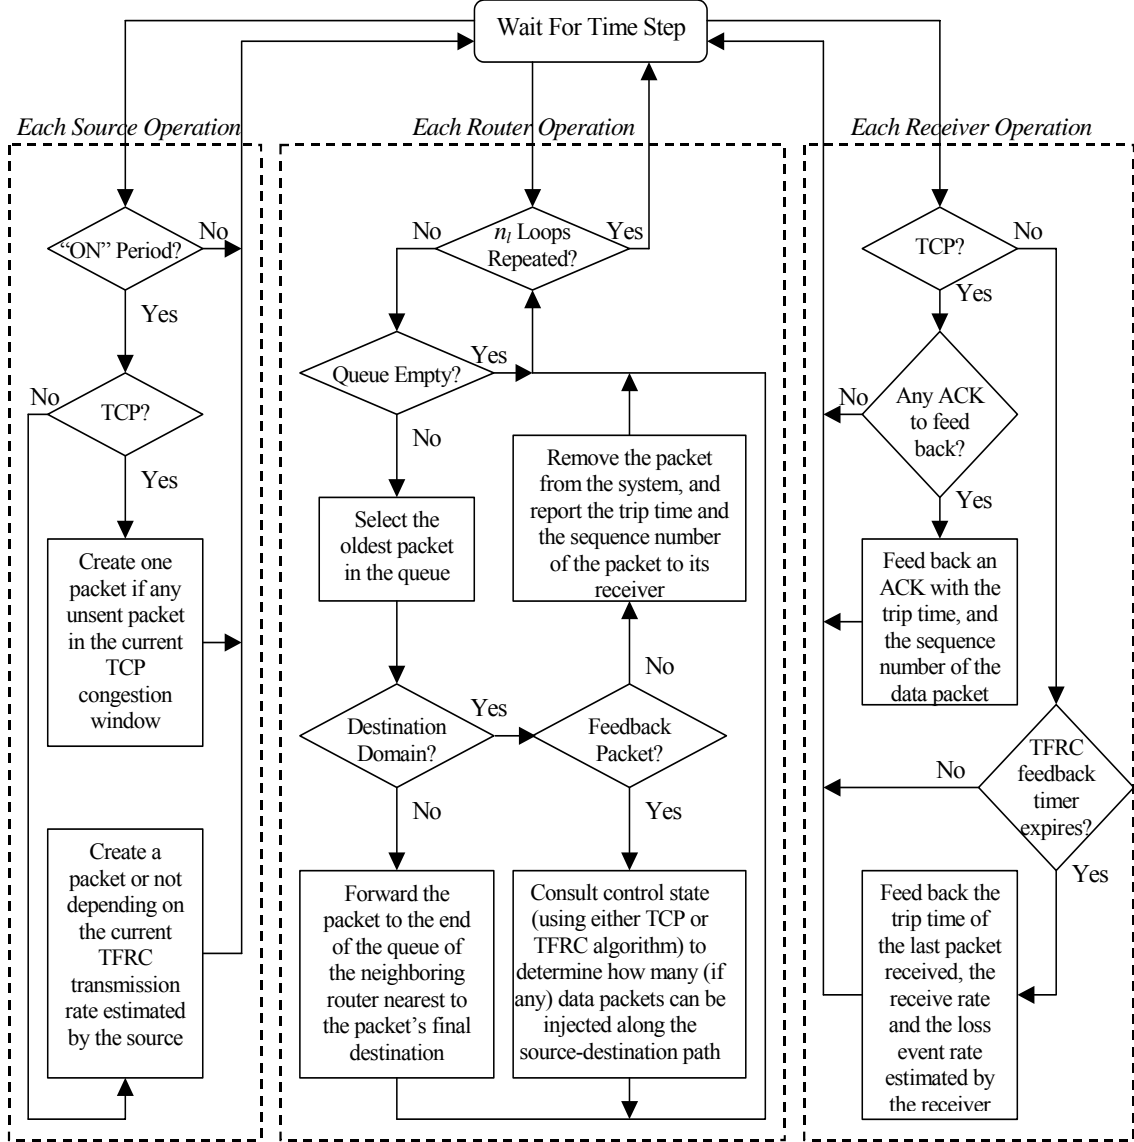 Wait For Time Step
Each Source Operation
Each Router Operation
Each Receiver Operation
“ON” Period?
No
Yes
TCP?
No
Yes
Create one
packet if any
unsent packet
in the current
TCP
congestion
window
Create a
packet or not
depending on
the current
TFRC
transmission
rate estimated
by the source
nl Loops
Repeated?
No
Yes
Queue Empty?
Yes
No
Select the
oldest packet
in the queue
Remove the packet
from the system, and
report the trip time and
the sequence number
of the packet to its
receiver
No
Destination
Domain?
Yes
Feedback
Packet?
No
Yes
Forward the
packet to the end
of the queue of
the neighboring
router nearest to
the packet’s final
destination
Consult control state
(using either TCP or
TFRC algorithm) to
determine how many (if
any) data packets can be
injected along the
source-destination path
TCP?
No
Yes
Any ACK
to feed
back?
No
Yes
Feed back an
ACK with the
trip time, and
the sequence
number of the
data packet
TFRC
feedback
timer
expires?
No
Yes
Feed back the
trip time of
the last packet
received, the
receive rate
and the loss
event rate
estimated by
the receiver